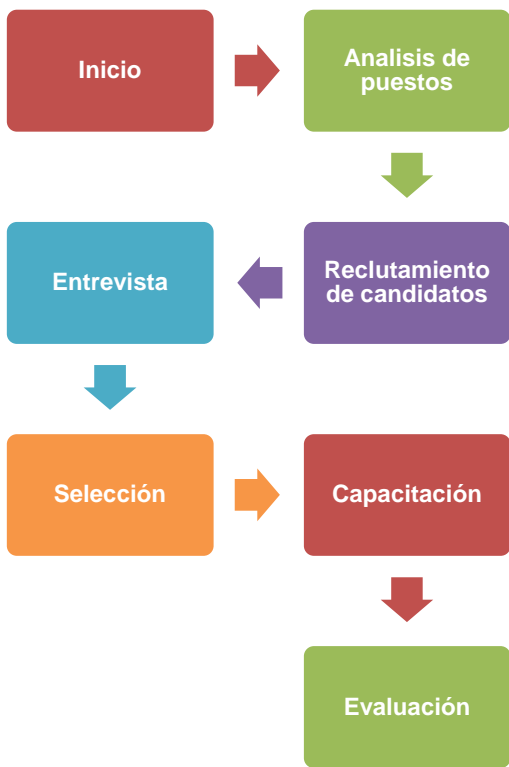 Inicio
Analisis de
puestos
Reclutamiento
de candidatos
Entrevista
Selección
Capacitación
Evaluación